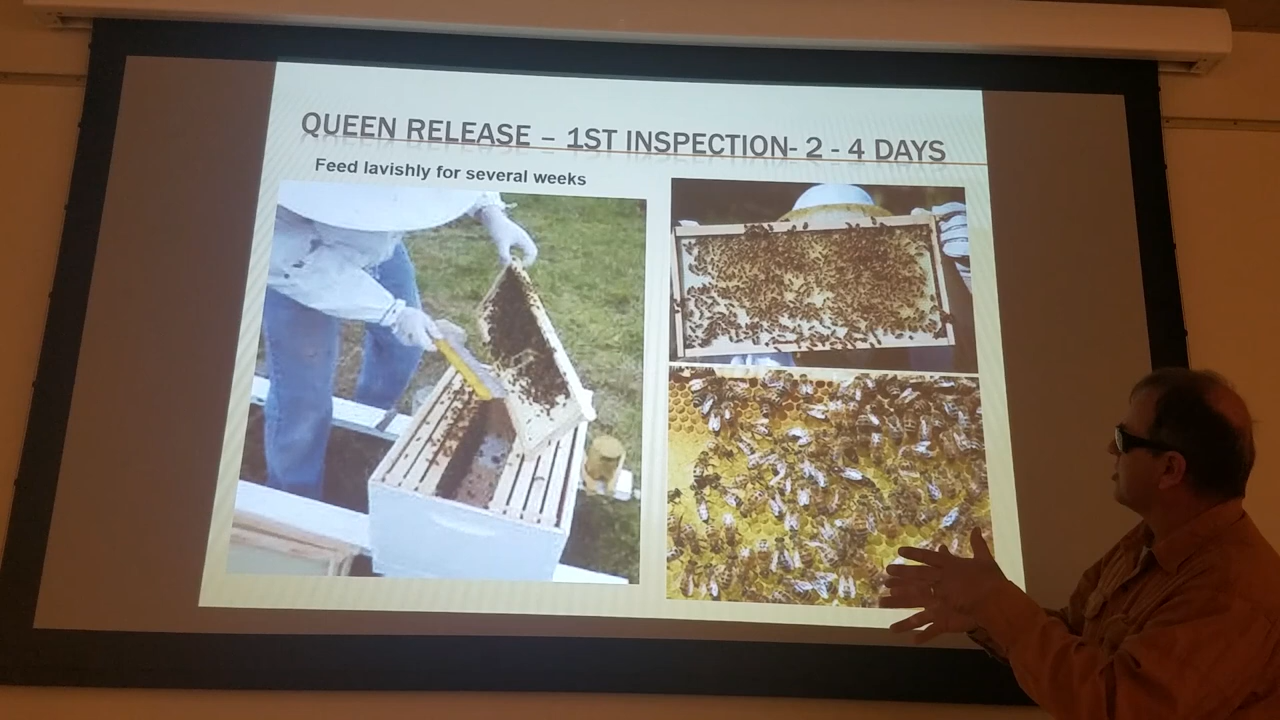 QUEEN RELEASE – 1ST INSPECTION- 2 - 4 DAYS
Feed lavishly for several weeks